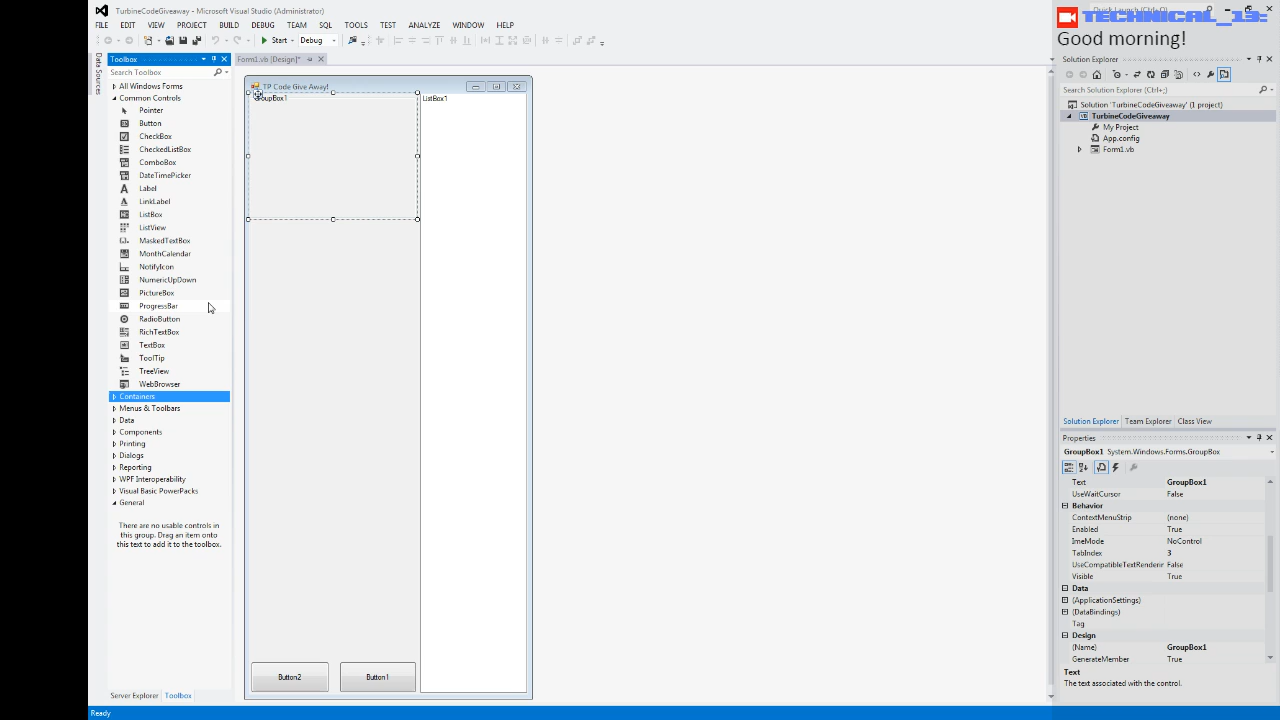 TurbineCodeGiveaway - Microsoft Visual Studio (Administrator)
Quick Launch (Ctrl+Q)
TECHNICAL_13:
Good morning!
FILE EDIT VIEW PROJECT BUILD DEBUG TEAM SQL TEST ANALYZE WINDOW HELP
Start Debug
Data Sources
Toolbox
Search Toolbox
All Windows Forms
Common Controls
Pointer
Button
CheckBox
CheckedListBox
ComboBox
DateTimePicker
Label
LinkLabel
ListBox
ListView
MaskedTextBox
MonthCalendar
NotifyIcon
NumericUpDown
PictureBox
ProgressBar
RadioButton
RichTextBox
TextBox
ToolTip
TreeView
WebBrowser
Containers
Menus & Toolbars
Data
Components
Printing
Dialogs
Reporting
WPF Interoperability
Visual Basic PowerPacks
General
There are no usable controls in
this group. Drag an item onto
this text to add it to the toolbox.
Server Explorer Toolbox
Form1.vb [Design]*
TP Code Give Away!
GroupBox1
ListBox1
Button2
Button1
Solution Explorer
Search Solution Explorer (Ctrl+;)
Solution 'TurbineCodeGiveaway' (1 project)
TurbineCodeGiveaway
My Project
App.config
Form1.vb
Solution Explorer Team Explorer Class View
Properties
GroupBox1 System.Windows.Forms.GroupBox
Text GroupBox1
UseWaitCursor False
Behavior
ContextMenuStrip (none)
Enabled True
ImeMode NoControl
TabIndex 3
UseCompatibleTextRenderin False
Visible True
Data
(ApplicationSettings)
(DataBindings)
Tag
Design
(Name) GroupBox1
GenerateMember True
Text
The text associated with the control.
Ready